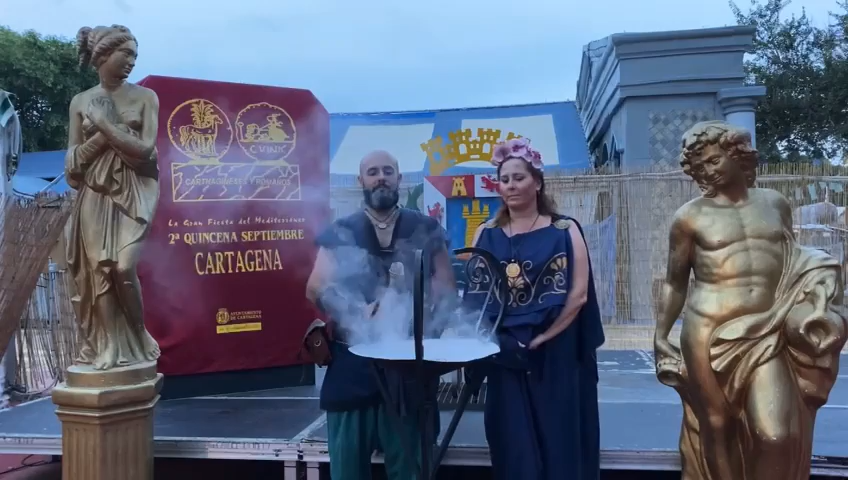 CARTHAGINESES Y ROMANOS
La Gran Fiesta del Mediterráneo
2ª QUINCENA SEPTIEMBRE
CARTAGENA
AYUNTAMIENTO
DE CARTAGENA